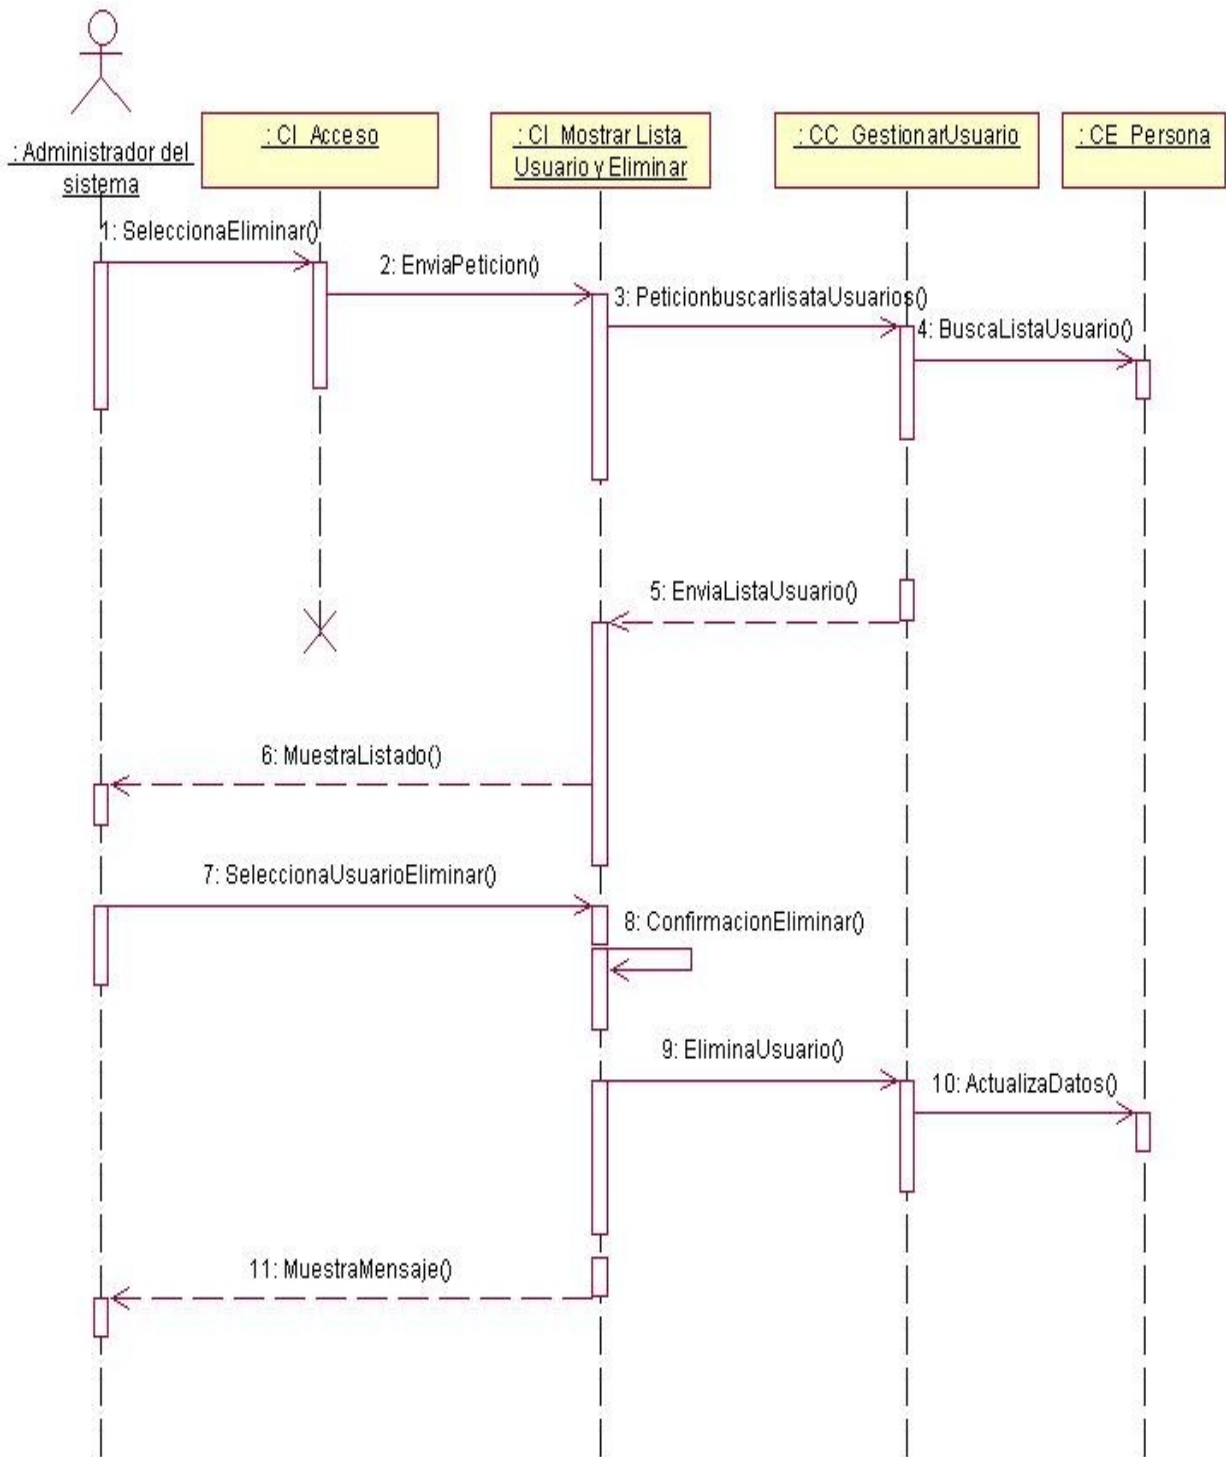 : Administrador del
sistema
: CI_Acceso
: CI_Mostrar Lista
Usuario y Eliminar
: CC_GestionarUsuario
: CE_Persona
1: SeleccionaEliminar()
2: EnviaPeticion()
3: PeticionbuscarlisataUsuarios()
4: BuscaListaUsuario()
5: EnviaListaUsuario()
6: MuestraListado()
7: SeleccionaUsuarioEliminar()
8: ConfirmacionEliminar()
9: EliminaUsuario()
10: ActualizaDatos()
11: MuestraMensaje()